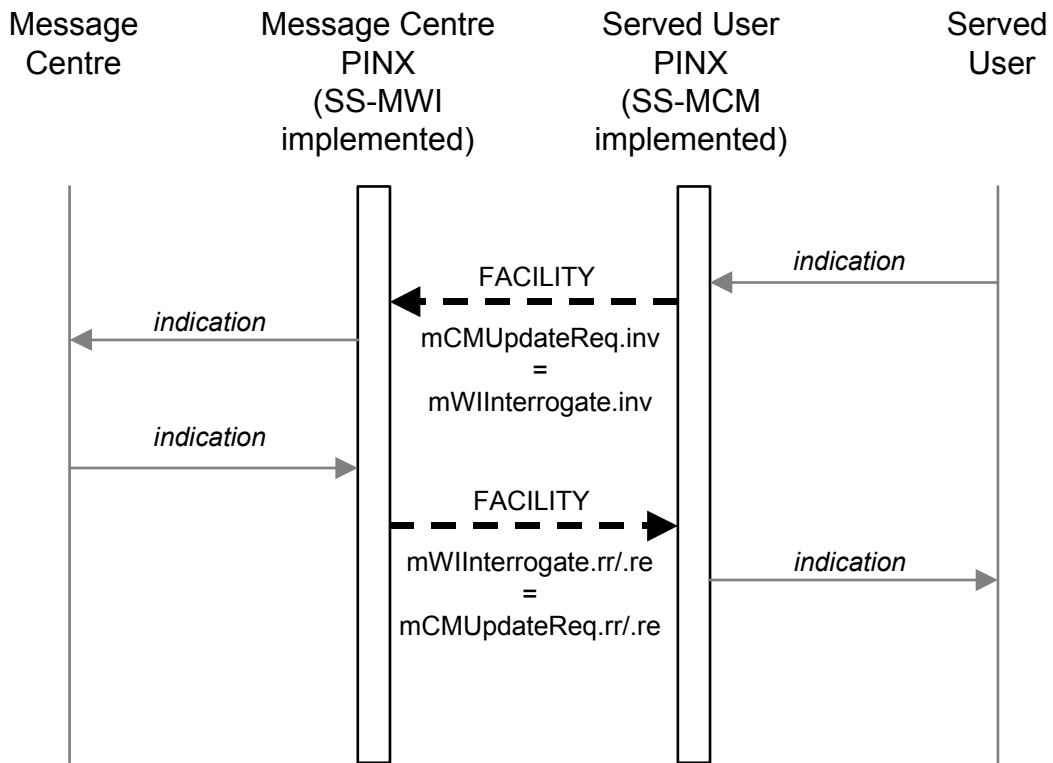 Message
Centre
Message Centre
PINX
(SS-MWI
implemented)
Served User
PINX
(SS-MCM
implemented)
Served
User
indication
FACILITY
mCMUpdateReq.inv
=
mWIInterrogate.inv
indication
indication
FACILITY
mWIInterrogate.rr/.re
=
mCMUpdateReq.rr/.re
indication